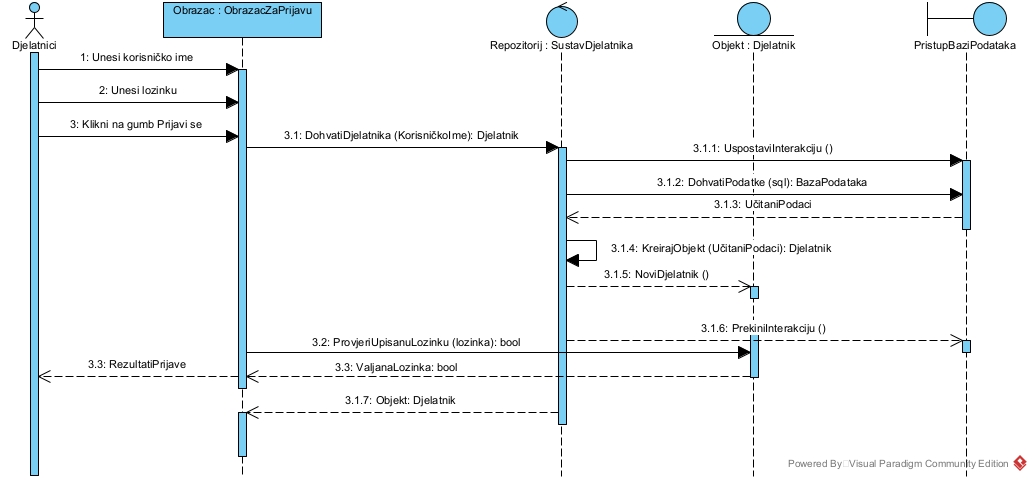 Obrazac : ObrazacZaPrijavu
Djelatnici
Repozitorij : SustavDjelatnika
Objekt : Djelatnik
PristupBaziPodataka
1: Unesi korisničko ime
2: Unesi lozinku
3: Klikni na gumb Prijavi se
3.1: DohvatiDjelatnika (KorisničkoIme): Djelatnik
3.1.1: UspostaviInterakciju ()
3.1.2: DohvatiPodatke (sql): BazaPodataka
3.1.3: UčitaniPodaci
3.1.4: KreirajObjekt (UčitaniPodaci): Djelatnik
3.1.5: NoviDjelatnik ()
3.1.6: PrekiniInterakciju ()
3.2: ProvjeriUpisanuLozinku (lozinka): bool
3.3: RezultatiPrijave
3.3: ValjanaLozinka: bool
3.1.7: Objekt: Djelatnik
Powered By Visual Paradigm Community Edition